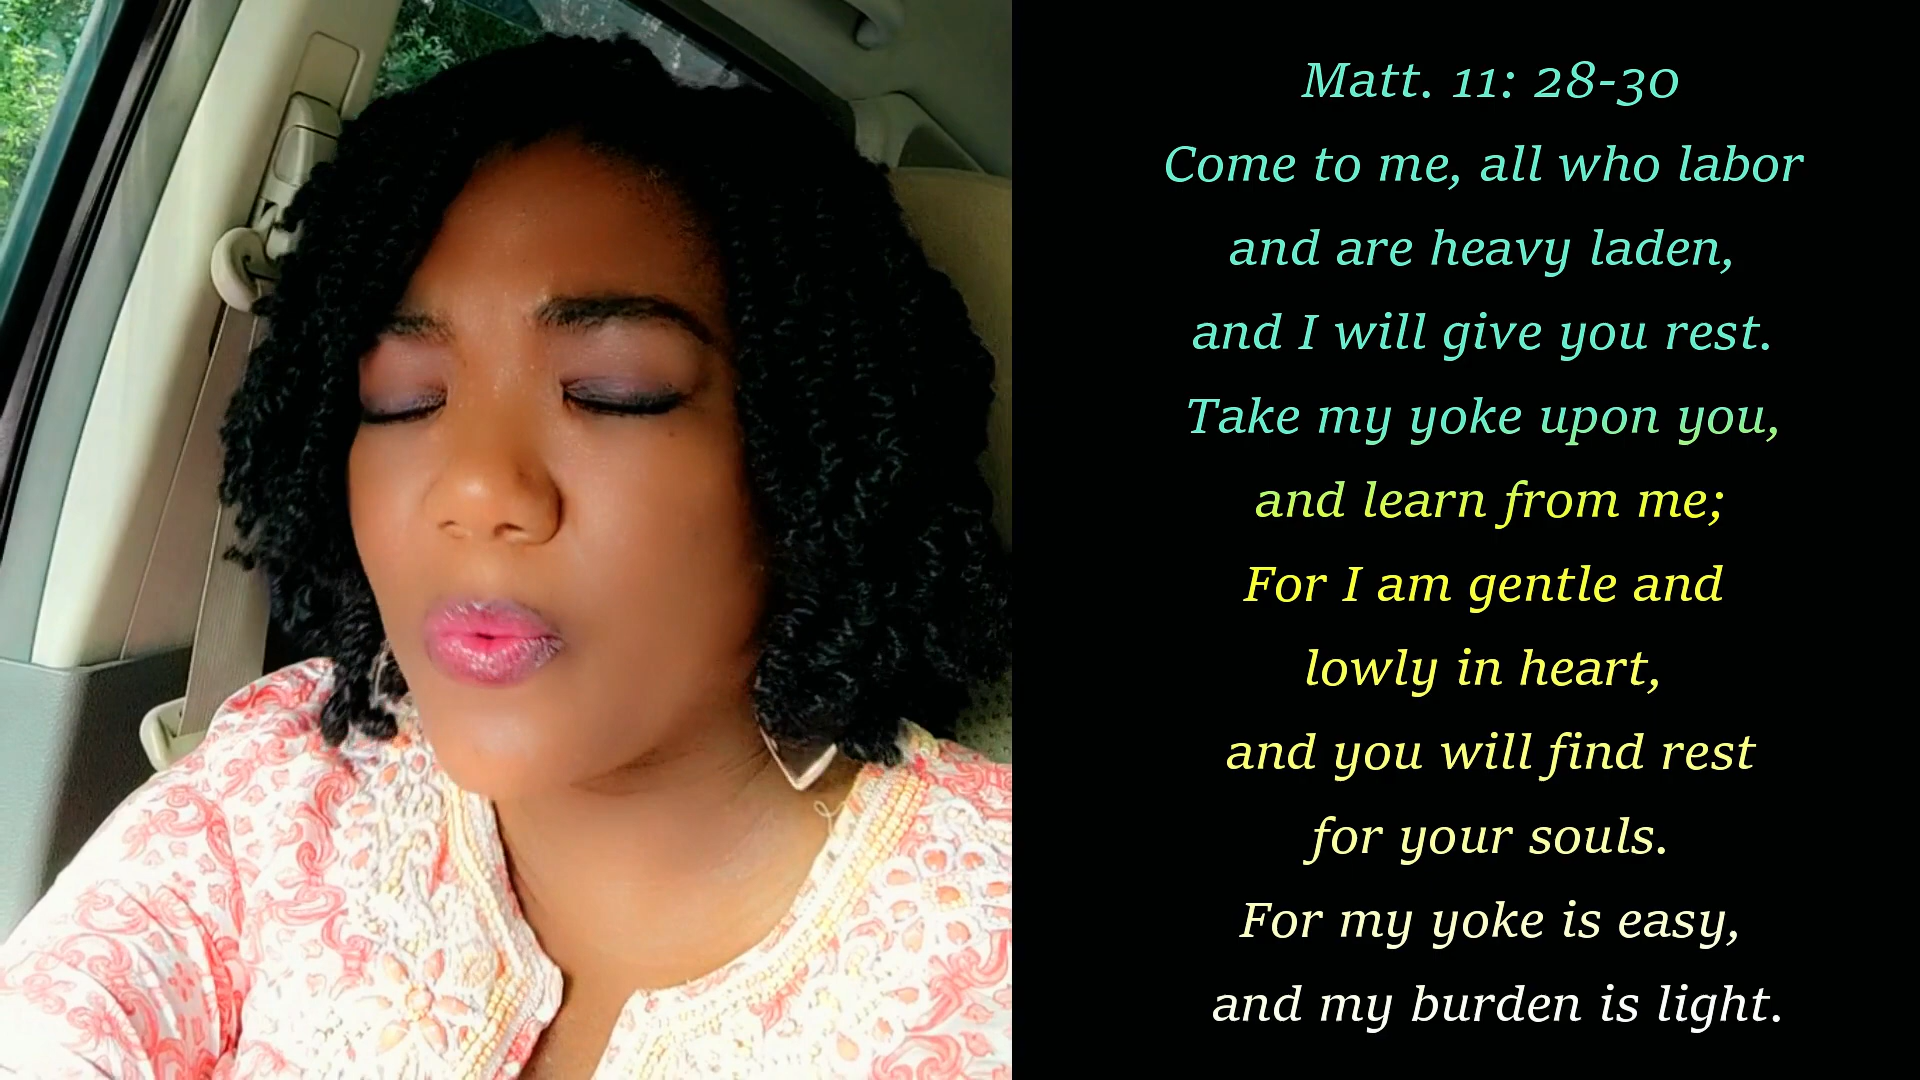 Matt. 11: 28-30
Come to me, all who labor
and are heavy laden,
and I will give you rest.
Take my yoke upon you,
and learn from me;
For I am gentle and
lowly in heart,
and you will find rest
for your souls.
For my yoke is easy,
and my burden is light.